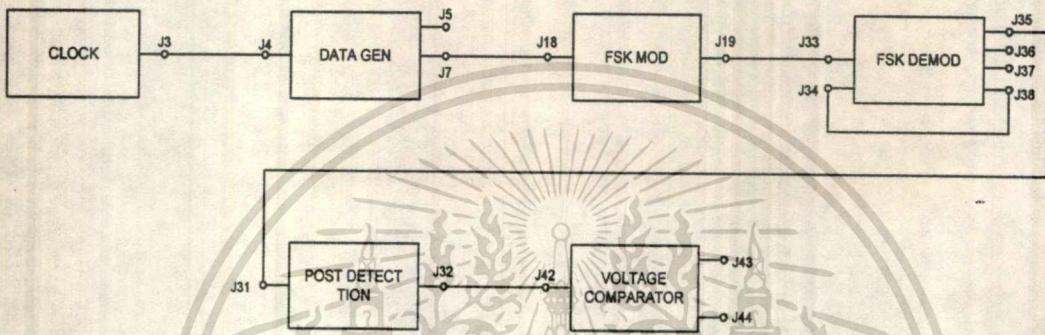 J5
J35
CLOCK
J3
J4
DATA GEN
J18
FSK MOD
J19
J33
FSK DEMOD
J36
J7
J37
J34
J38
J31
POST DETECT
TION
J32
J42
VOLTAGE
COMPARATOR
J43
J44